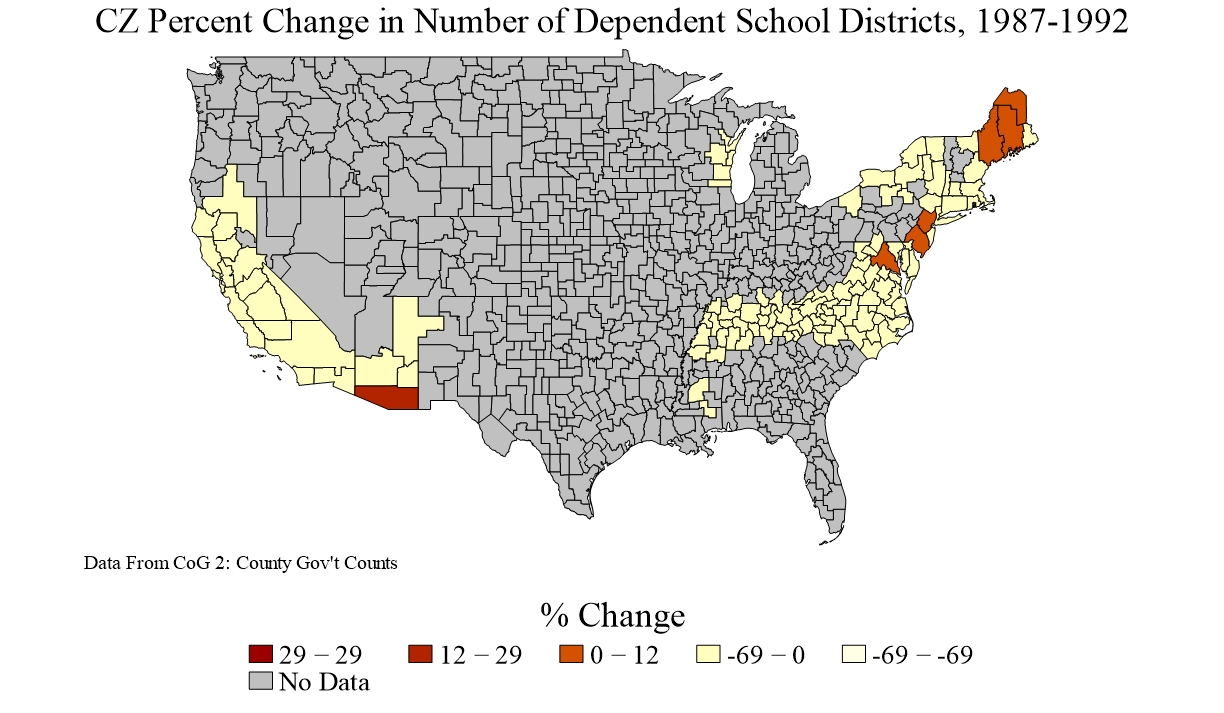 CZ Percent Change in Number of Dependent School Districts, 1987-1992
Data From CoG 2: County Gov't Counts
% Change
29 − 29 12 − 29 0 − 12 -69 − 0 -69 − -69
No Data